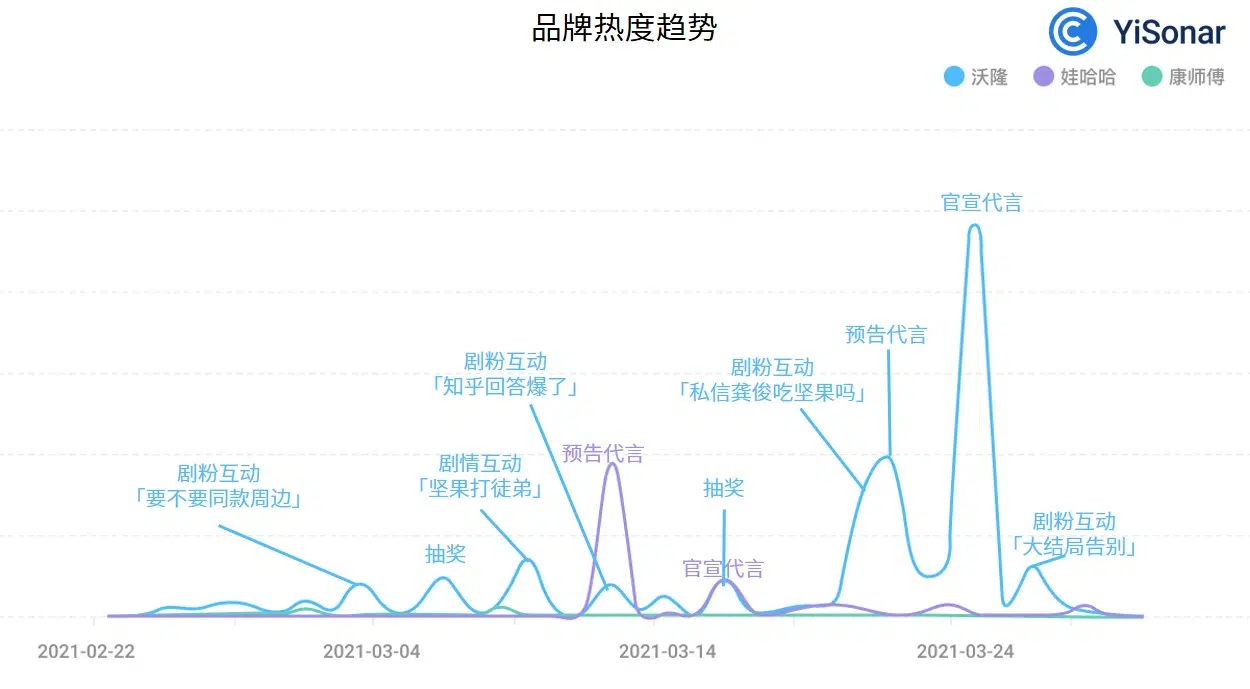 品牌热度趋势
YiSonar
沃隆
娃哈哈
康师傅
官宣代言
预告代言
剧粉互动
「知乎回答爆了」
剧粉互动
「私信龚俊吃坚果吗」
预告代言
剧粉互动
「要不要同款周边」
剧情互动
「坚果打徒弟」
抽奖
抽奖
官宣代言
剧粉互动
「大结局告别」
2021-02-22
2021-03-04
2021-03-14
2021-03-24